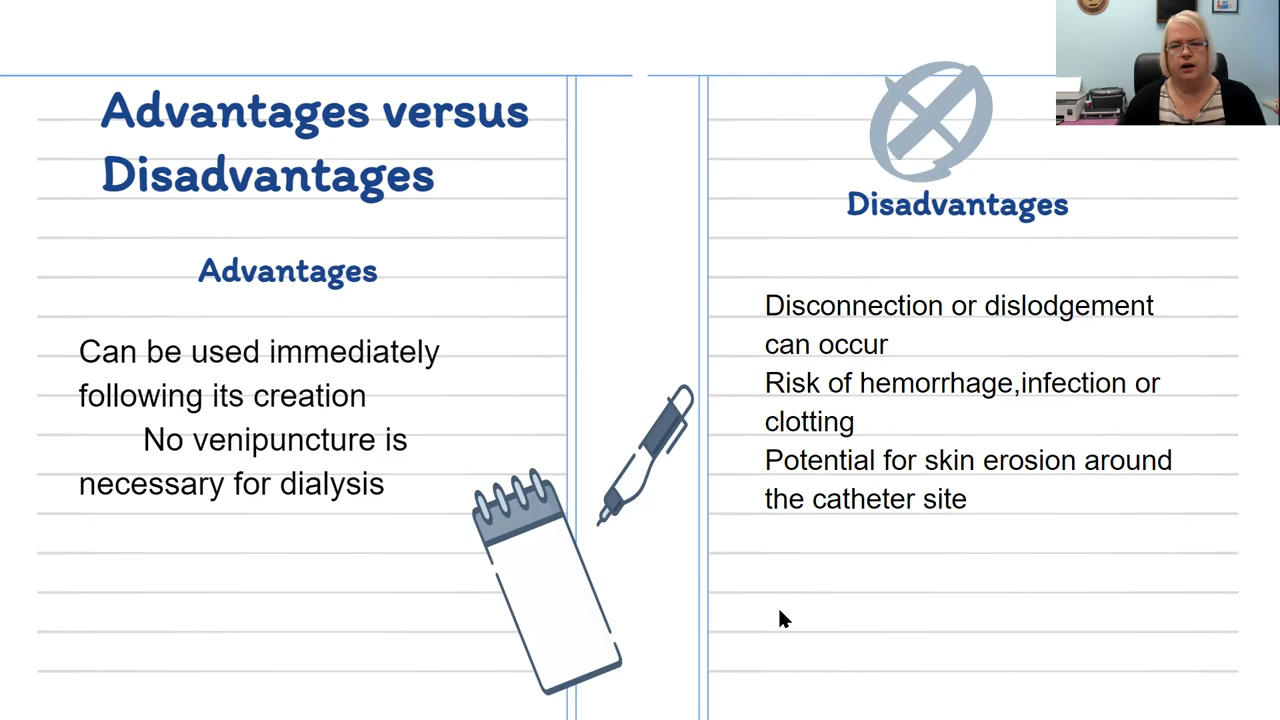 Advantages versus
Disadvantages
Advantages
Can be used immediately
following its creation
No venipuncture is
necessary for dialysis
Disadvantages
Disconnection or dislodgement
can occur
Risk of hemorrhage,infection or
clotting
Potential for skin erosion around
the catheter site